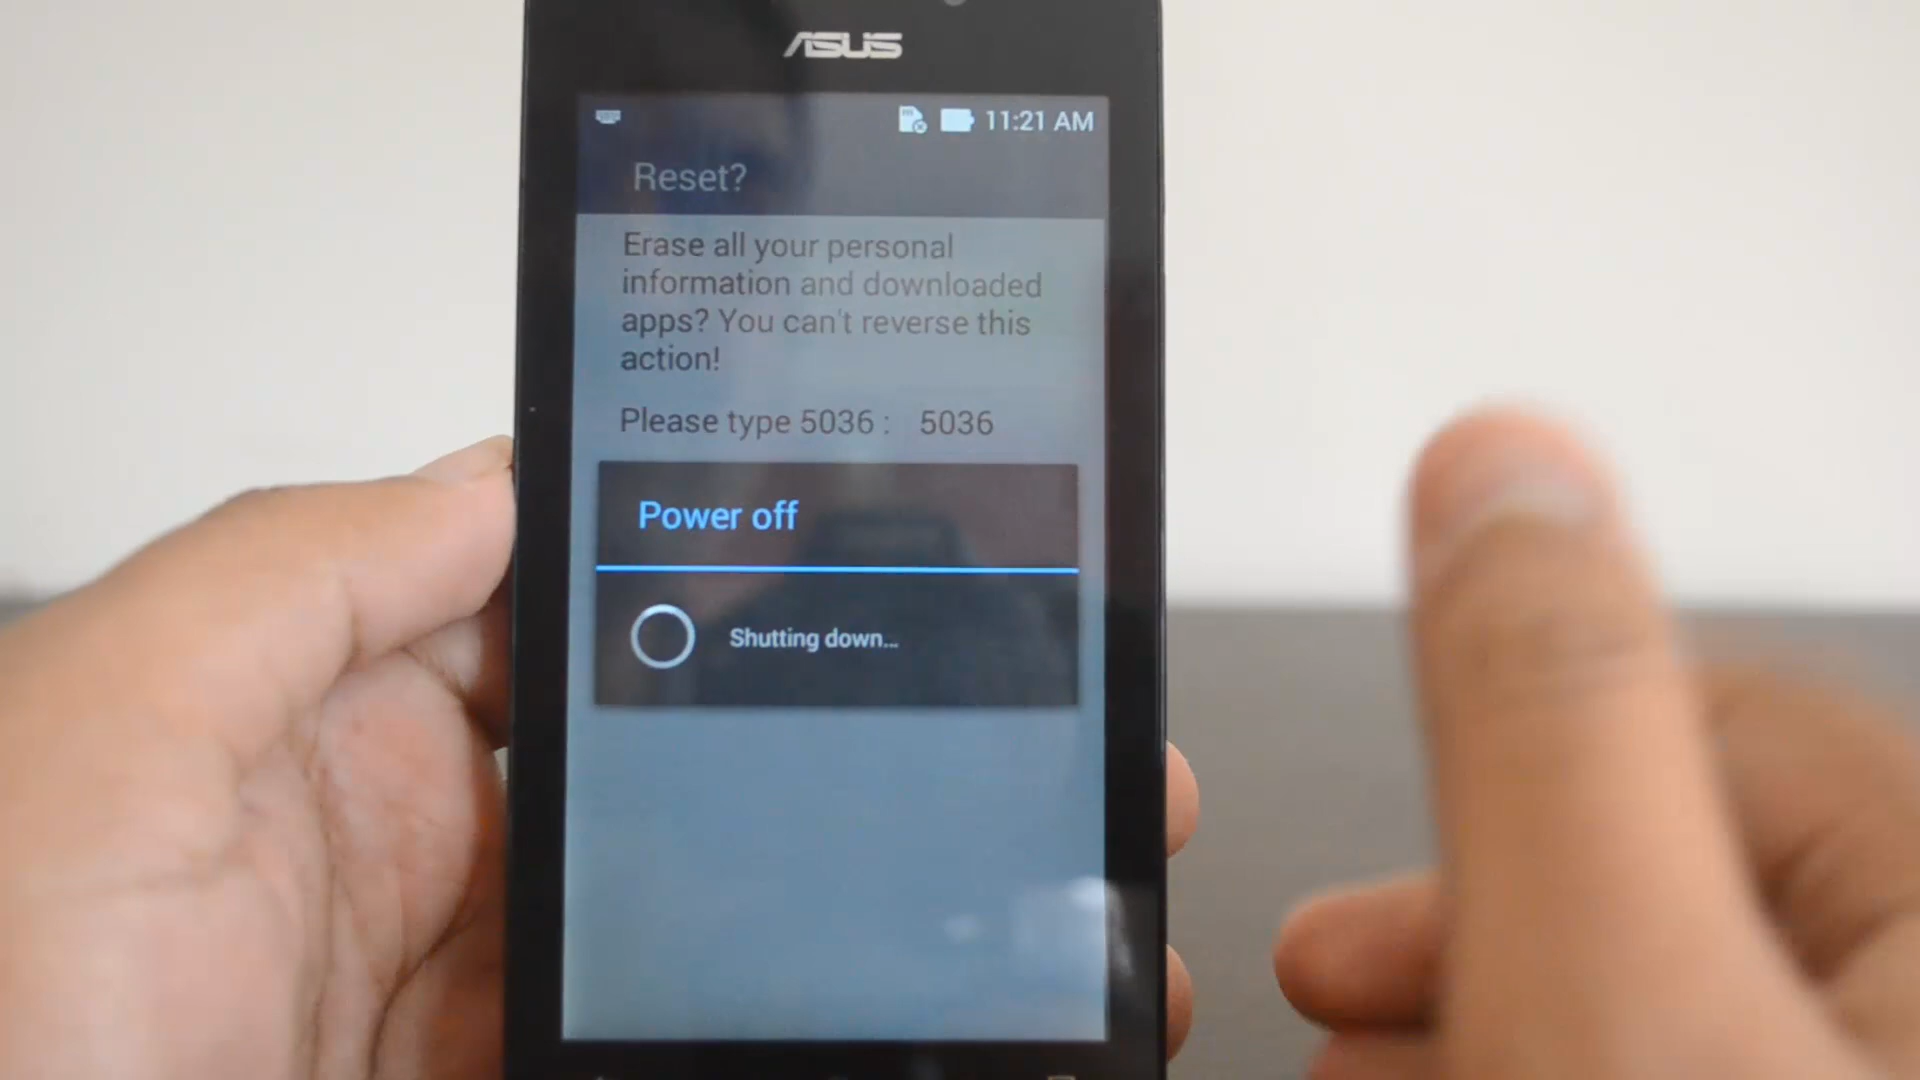 ASUS
11:21 AM
Reset?
Erase all your personal
information and downloaded
apps? You can't reverse this
action!
Please type 5036 : 5036
Power off
Shutting down...